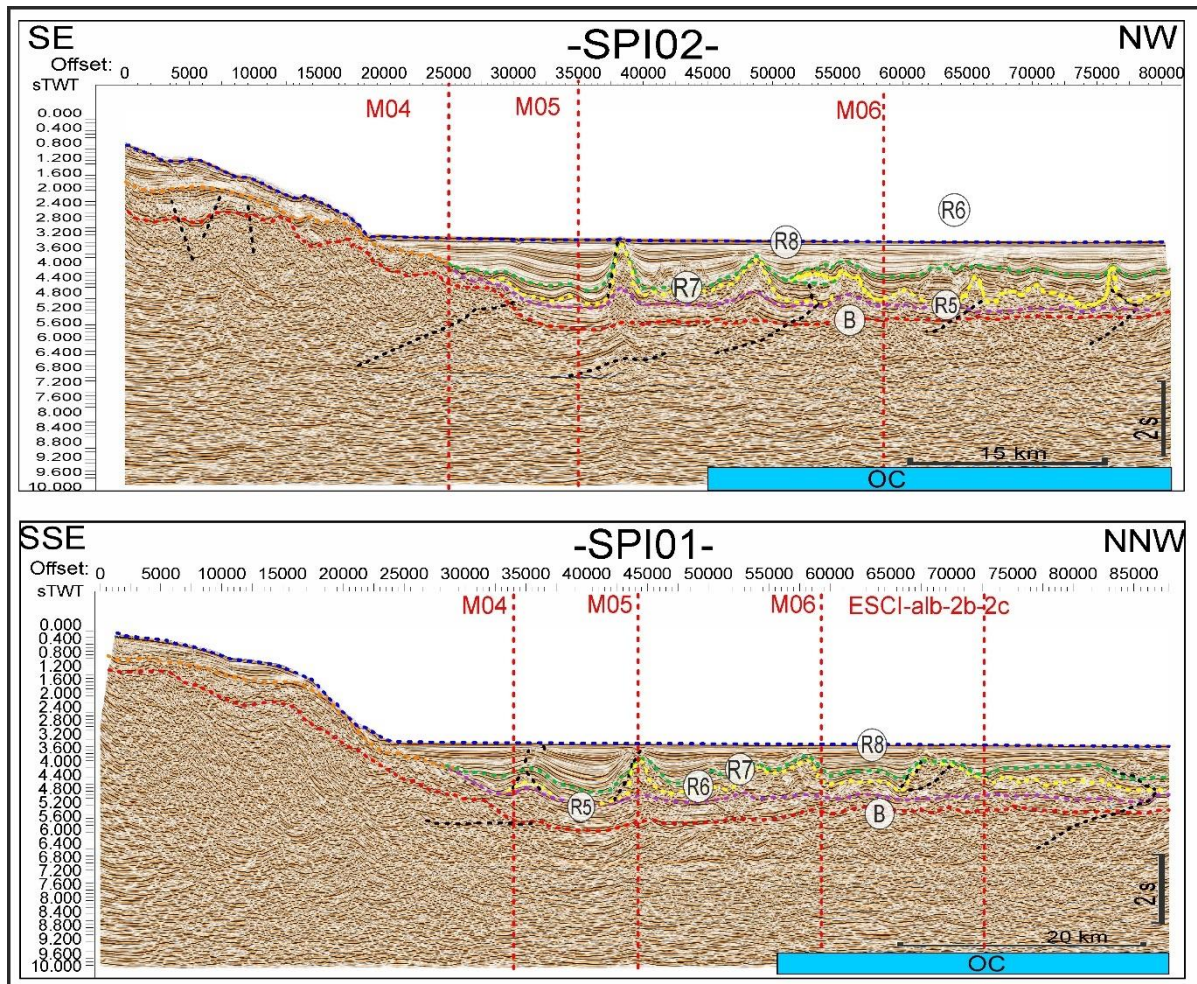 SE -SPI02- NW
Offset: 0 5000 10000 15000 20000 25000 30000 35000 40000 45000 50000 55000 60000 65000 70000 75000 80000
sTWT
M04 M05 M06
0.000
0.400
0.800
1.200
1.600
2.000
2.400
2.800
3.200
3.600
4.000
4.400
4.800
5.200
5.600
6.000
6.400
6.800
7.200
7.600
8.000
8.400
8.800
9.200
9.600
10.000
R6
R8
R7
R5
B
2 s
15 km
OC
SSE -SPI01- NNW
Offset: 0 5000 10000 15000 20000 25000 30000 35000 40000 45000 50000 55000 60000 65000 70000 75000 80000 85000
sTWT
M04 M05 M06 ESCI-alb-2b-2c
0.000
0.400
0.800
1.200
1.600
2.000
2.400
2.800
3.200
3.600
4.000
4.400
4.800
5.200
5.600
6.000
6.400
6.800
7.200
7.600
8.000
8.400
8.800
9.200
9.600
10.000
R8
R7
R6
R5
B
2 s
20 km
OC